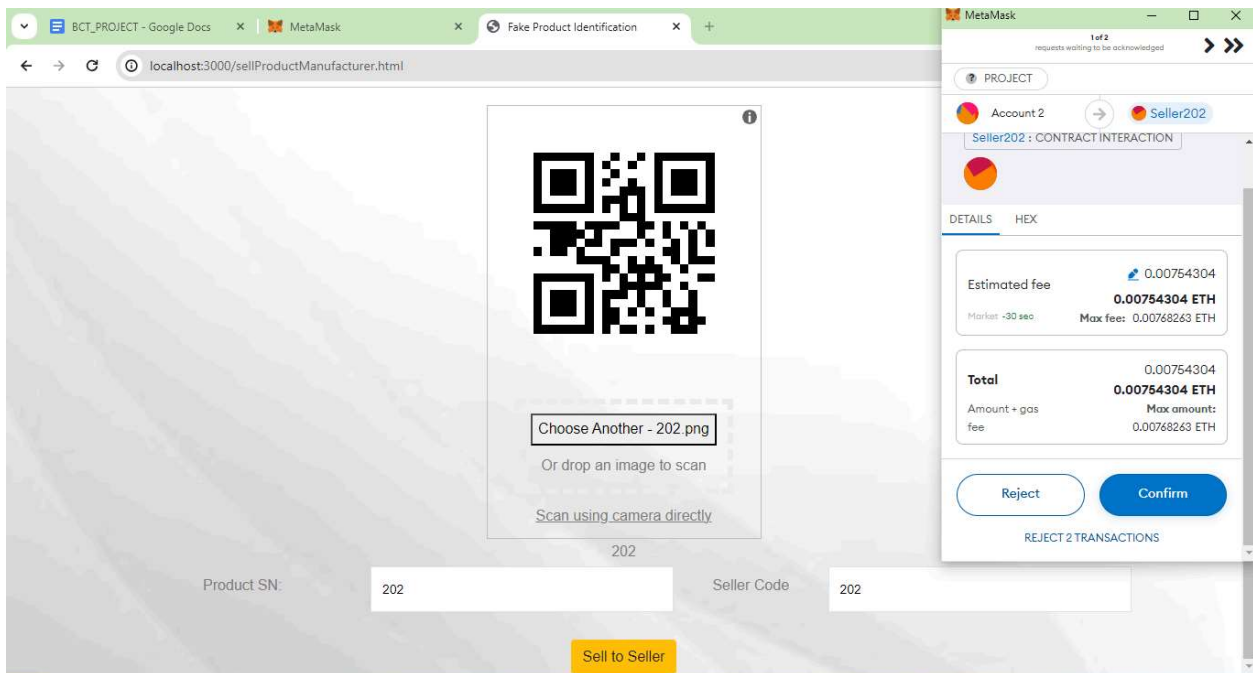 BCT_PROJECT - Google Docs
MetaMask
Fake Product Identification
localhost:3000/sellProductManufacturer.html
Choose Another - 202.png
Or drop an image to scan
Scan using camera directly
202
Product SN:
202
Seller Code
202
Sell to Seller
MetaMask
1 of 2
requests waiting to be acknowledged
PROJECT
Account 2
Seller202
Seller202 : CONTRACT INTERACTION
DETAILS HEX
Estimated fee
0.00754304
0.00754304 ETH
Market ~30 sec
Max fee: 0.00768263 ETH
Total
0.00754304
0.00754304 ETH
Amount + gas
fee
Max amount:
0.00768263 ETH
Reject
Confirm
REJECT 2 TRANSACTIONS